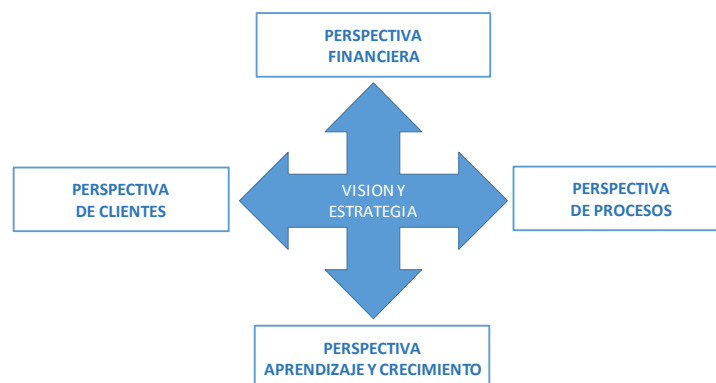 PERSPECTIVA
FINANCIERA
PERSPECTIVA
DE CLIENTES
VISION Y
ESTRATEGIA
PERSPECTIVA
DE PROCESOS
PERSPECTIVA
APRENDIZAJE Y CRECIMIENTO